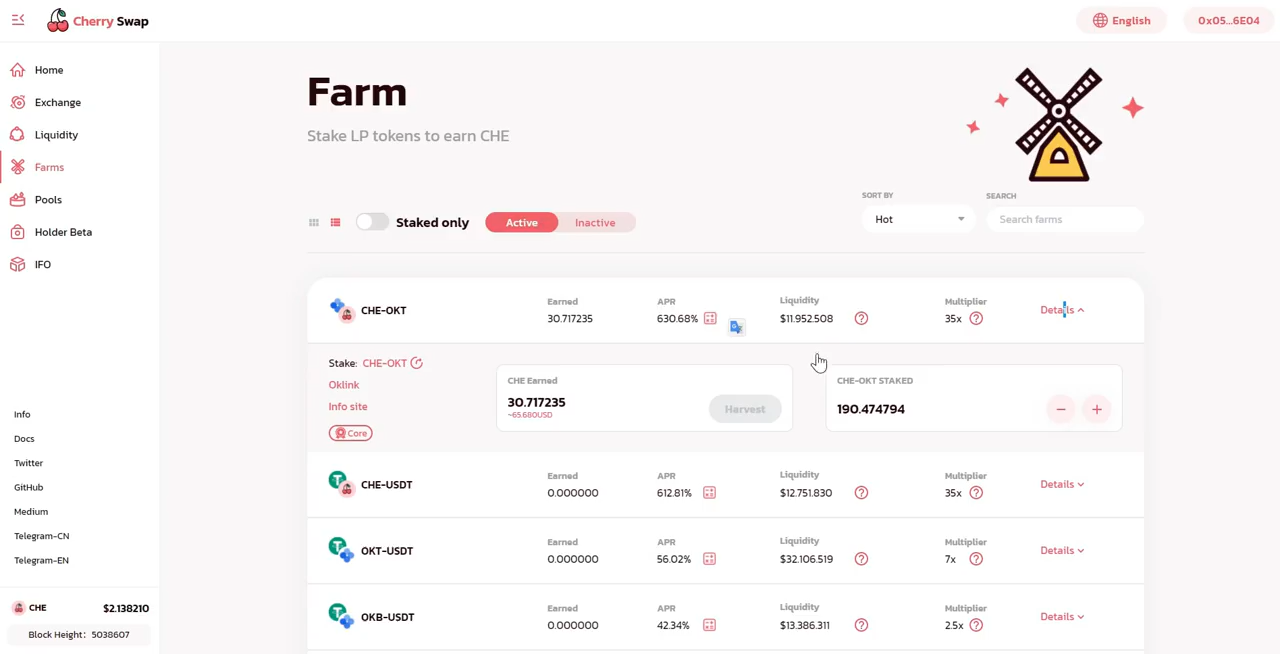 Cherry Swap
English
0x05...6E04
Home
Exchange
Liquidity
Farms
Pools
Holder Beta
IFO
Info
Docs
Twitter
GitHub
Medium
Telegram-CN
Telegram-EN
CHE $2.138210
Block Height: 5038607
Farm
Stake LP tokens to earn CHE
Staked only
Active
Inactive
SORT BY
Hot
SEARCH
Search farms
CHE-OKT
Earned
30.717235
APR
630.68%
Liquidity
$11.952.508
Multiplier
35x
Details
Stake: CHE-OKT
Oklink
Info site
Core
CHE Earned
30.717235
~65.680USD
Harvest
CHE-OKT STAKED
190.474794
CHE-USDT
Earned
0.000000
APR
612.81%
Liquidity
$12.751.830
Multiplier
35x
Details
OKT-USDT
Earned
0.000000
APR
56.02%
Liquidity
$32.106.519
Multiplier
7x
Details
OKB-USDT
Earned
0.000000
APR
42.34%
Liquidity
$13.386.311
Multiplier
2.5x
Details